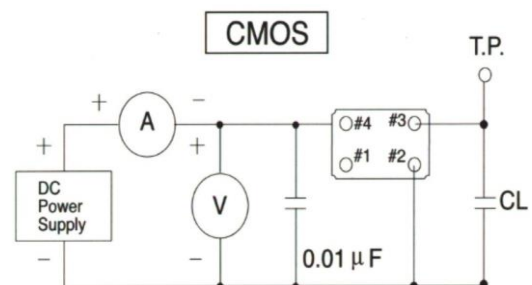 CMOS
T.P.
+ −
A
#4 #3
+ +
#1 #2
DC
Power
Supply
V
CL
− −
0.01 μF